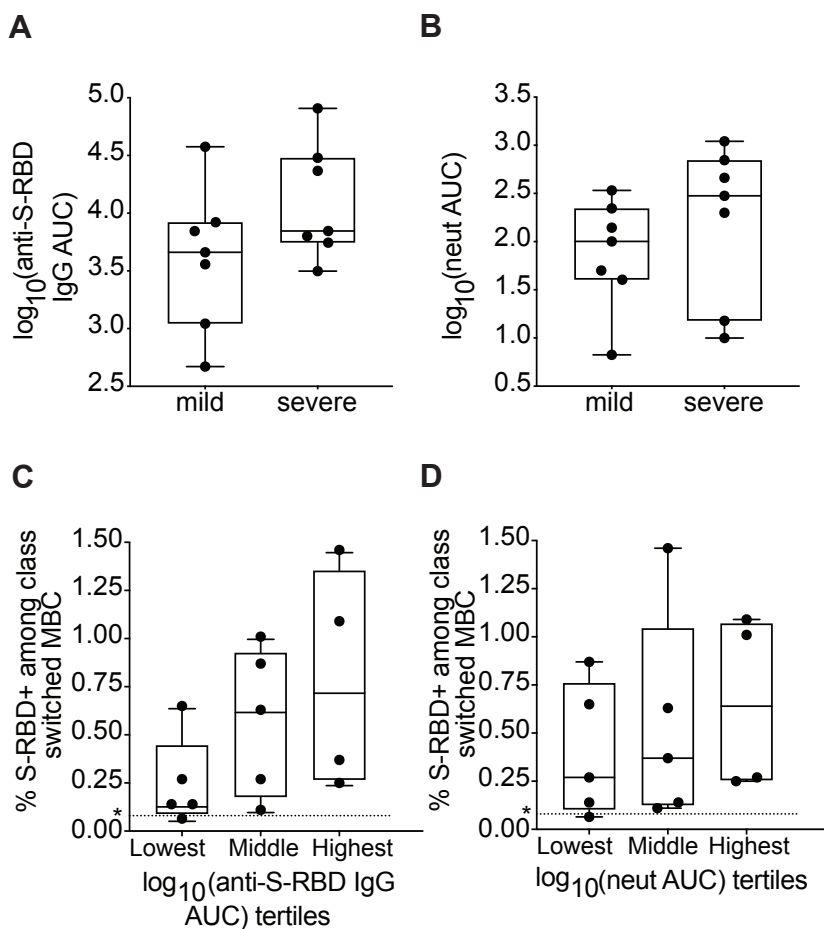 A
log10(anti-S-RBD
IgG AUC)
5.0
4.5
4.0
3.5
3.0
2.5
mild severe
B
log10(neut AUC)
3.5
3.0
2.5
2.0
1.5
1.0
0.5
mild severe
C
% S-RBD+ among class
switched MBC
1.50
1.25
1.00
0.75
0.50
0.25
0.00
*
Lowest Middle Highest
log10(anti-S-RBD IgG
AUC) tertiles
D
% S-RBD+ among class
switched MBC
1.50
1.25
1.00
0.75
0.50
0.25
0.00
*
Lowest Middle Highest
log10(neut AUC) tertiles